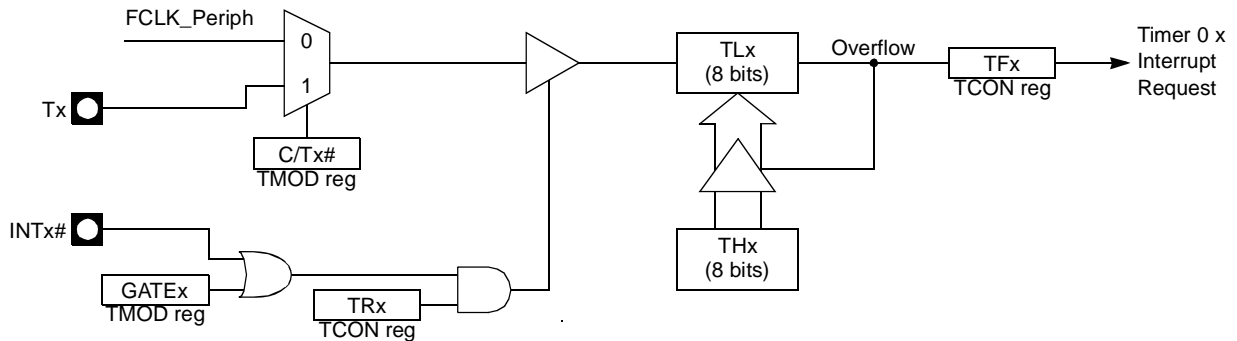 FCLK_Periph
0
1
Tx
C/Tx#
TMOD reg
TLx
(8 bits)
Overflow
TFx
TCON reg
Timer 0 x
Interrupt
Request
INTx#
GATEx
TMOD reg
TRx
TCON reg
THx
(8 bits)